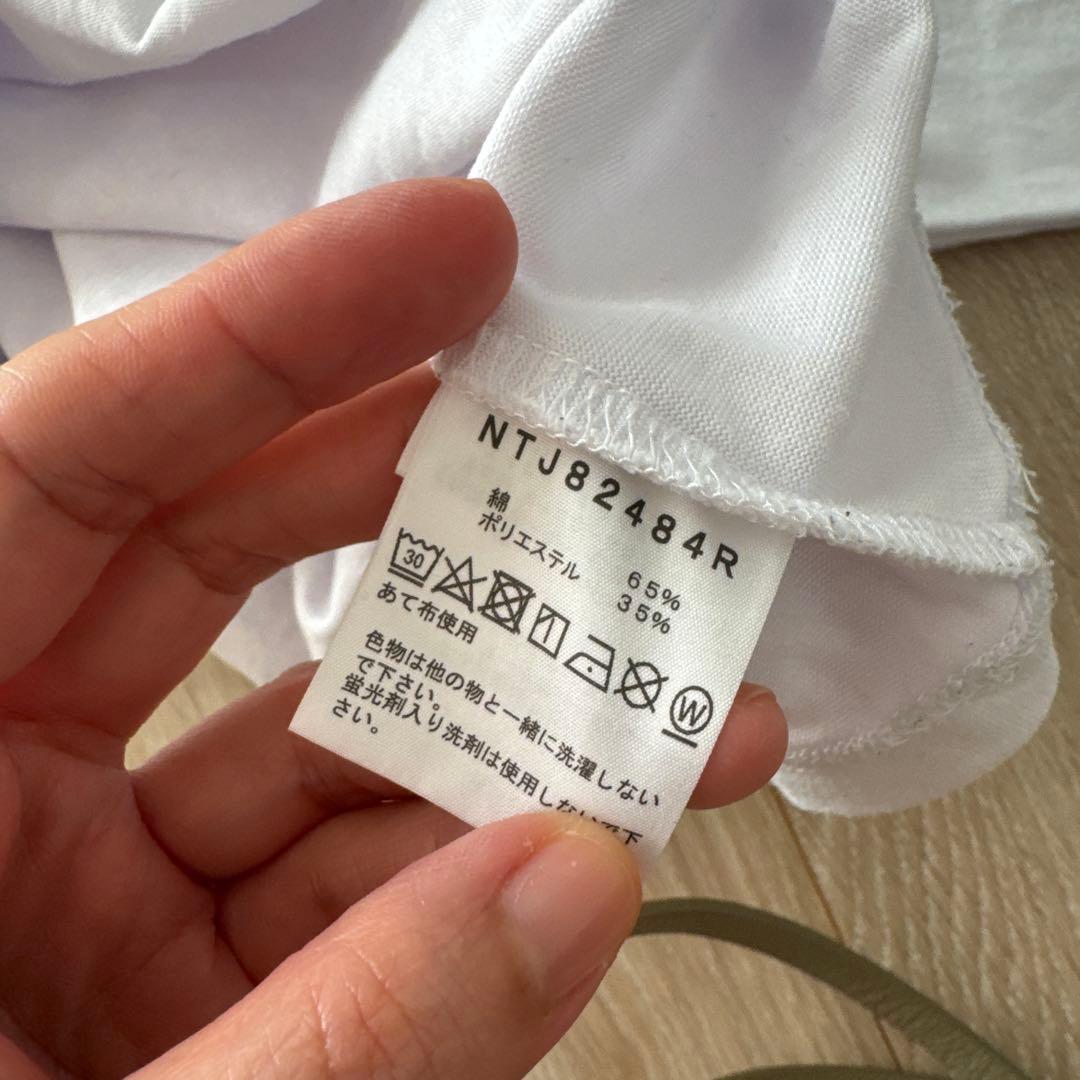 NTJ82484R
綿 65%
ポリエステル 35%
30
W
あて布使用
色物は他の物と一緒に洗濯しない
で下さい。
蛍光剤入り洗剤は使用しないで下
さい。